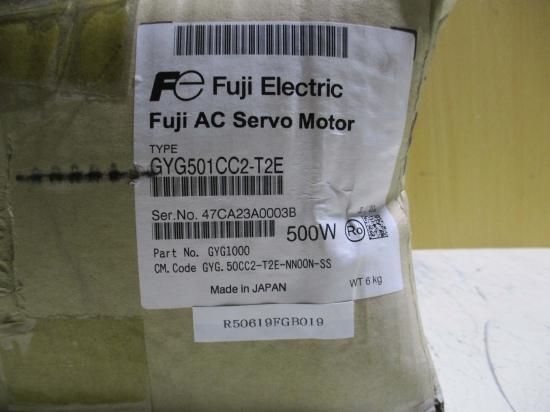 Fe Fuji Electric
Fuji AC Servo Motor
TYPE
GYG501CC2-T2E
Ser.No. 47CA23A0003B
500W Ro
Part No. GYG1000
CM.Code GYG.50CC2-T2E-NN00N-SS
Made in JAPAN WT 6 kg
R50619FGB019